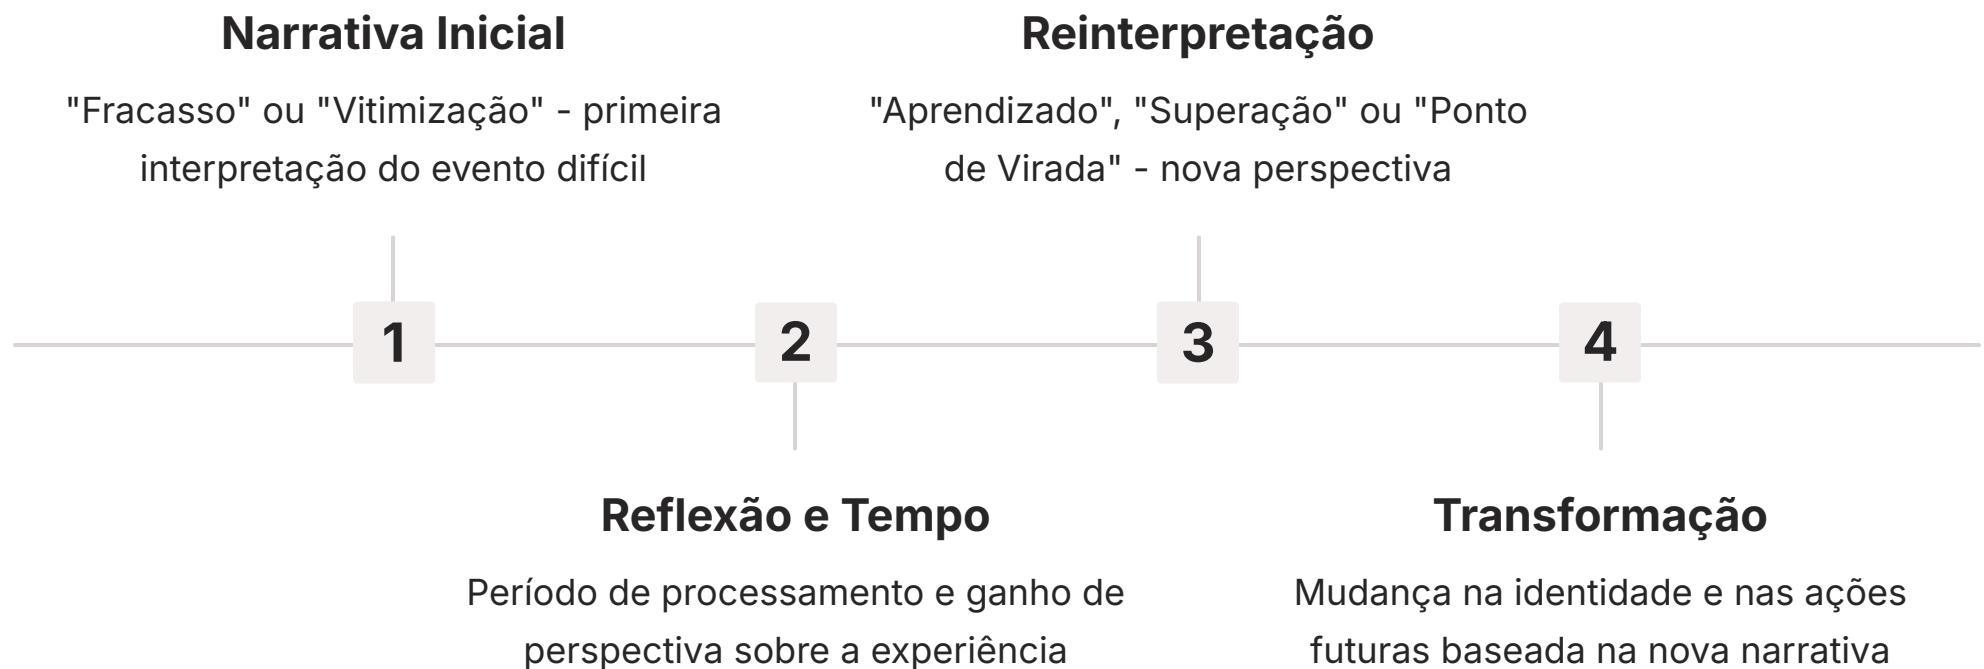 Narrativa Inicial
"Fracasso" ou "Vitimização" - primeira
interpretação do evento difícil
Reinterpretação
"Aprendizado", "Superação" ou "Ponto
de Virada" - nova perspectiva
1
2
3
4
Reflexão e Tempo
Período de processamento e ganho de
perspectiva sobre a experiência
Transformação
Mudança na identidade e nas ações
futuras baseada na nova narrativa